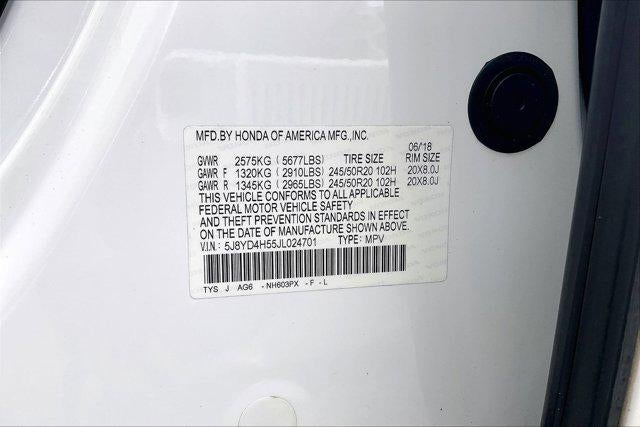 MFD.BY HONDA OF AMERICA MFG.,INC.
06/'18
GVWR 2575KG ( 5677LBS) TIRE SIZE RIM SIZE
GAWR F 1320KG ( 2910LBS) 245/50R20 102H 20X8.0J
GAWR R 1345KG ( 2965LBS) 245/50R20 102H 20X8.0J
THIS VEHICLE CONFORMS TO ALL APPLICABLE
FEDERAL MOTOR VEHICLE SAFETY
AND THEFT PREVENTION STANDARDS IN EFFECT
ON THE DATE OF MANUFACTURE SHOWN ABOVE.
V.I.N.: 5J8YD4H55JL024701 TYPE: MPV
TYS J AG6 - NH603PX - F - L